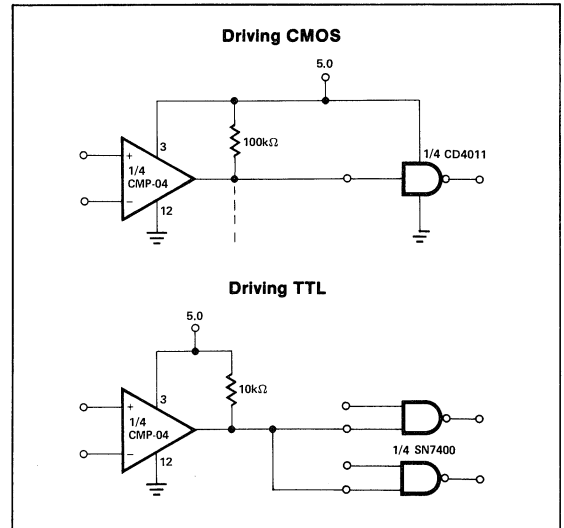 Driving CMOS
5.0
3
100kΩ
1/4 CD4011
+
1/4
CMP-04
−
12
Driving TTL
5.0
3
10kΩ
+
1/4
CMP-04
−
12
1/4 SN7400